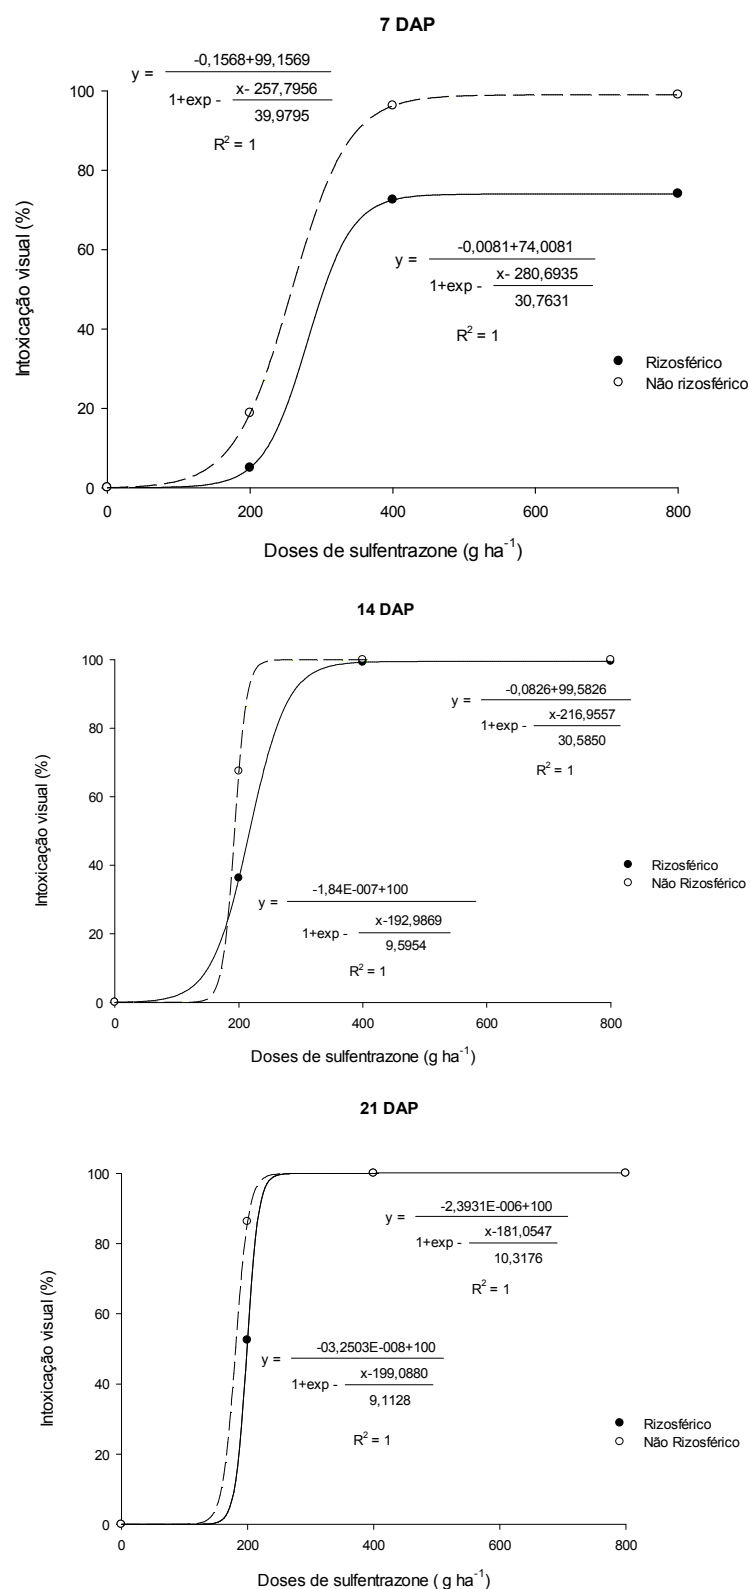 7 DAP
-0,1568+99,1569
y =
1+exp - x- 257,7956
39,9795
R² = 1
100
80
60
40
20
0
Intoxicação visual (%)
-0,0081+74,0081
y =
1+exp - x- 280,6935
30,7631
R² = 1
Rizosférico
Não rizosférico
0 200 400 600 800
Doses de sulfentrazone (g ha⁻¹)
14 DAP
100
80
60
40
20
0
Intoxicação visual (%)
-0,0826+99,5826
y =
1+exp - x-216,9557
30,5850
R² = 1
-1,84E-007+100
y =
1+exp - x-192,9869
9,5954
R² = 1
Rizosférico
Não Rizosférico
0 200 400 600 800
Doses de sulfentrazone (g ha⁻¹)
21 DAP
100
80
60
40
20
0
Intoxicação visual (%)
-2,3931E-006+100
y =
1+exp - x-181,0547
10,3176
R² = 1
-03,2503E-008+100
y =
1+exp - x-199,0880
9,1128
R² = 1
Rizosférico
Não Rizosférico
0 200 400 600 800
Doses de sulfentrazone ( g ha⁻¹)